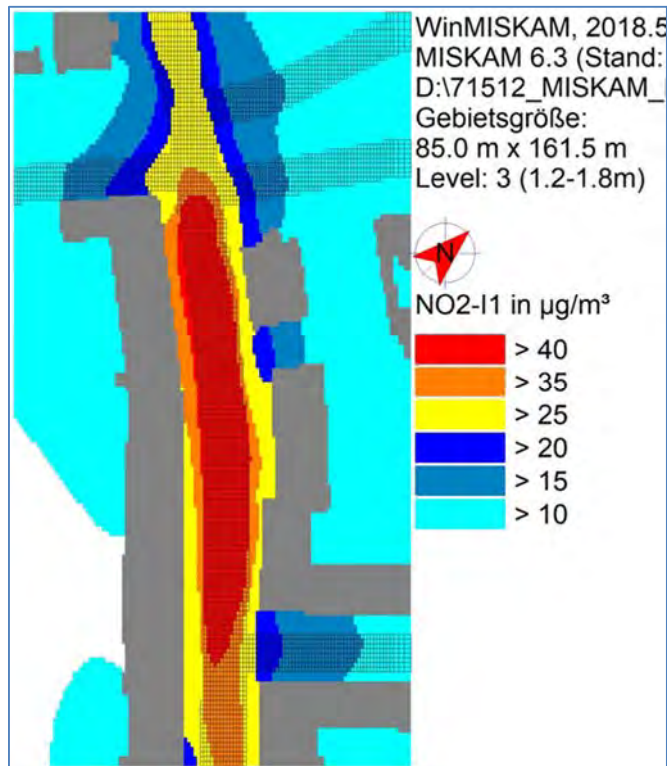 WinMISKAM, 2018.5
MISKAM 6.3 (Stand:
D:\71512_MISKAM_
Gebietsgröße:
85.0 m x 161.5 m
Level: 3 (1.2-1.8m)
N
NO2-I1 in µg/m³
> 40
> 35
> 25
> 20
> 15
> 10